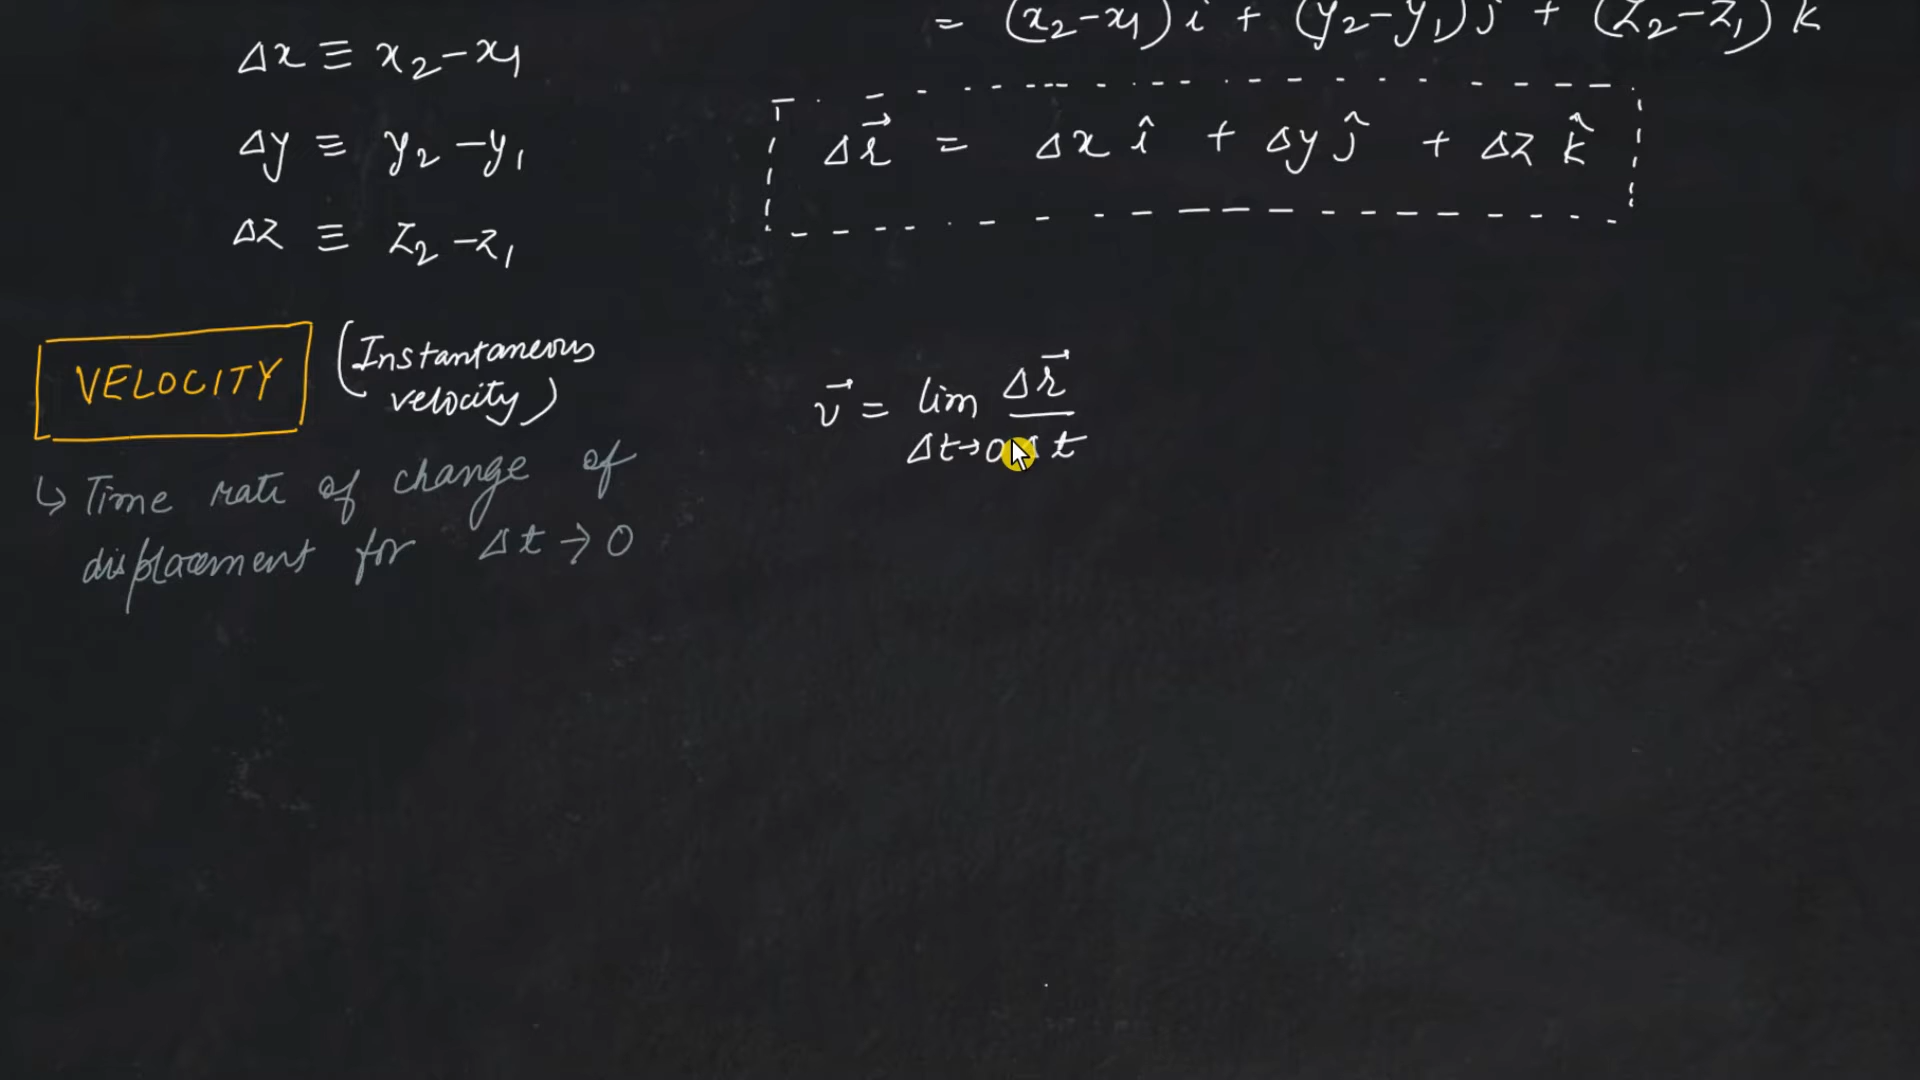 = (x₂-x₁) i + (y₂-y₁) j + (z₂-z₁) k
Δx ≡ x₂-x₁
Δy ≡ y₂-y₁
Δz ≡ z₂-z₁
Δr⃗ = Δx î + Δy ĵ + Δz k̂
VELOCITY (Instantaneous
velocity)
↳ Time rate of change of
displacement for Δt → 0
v⃗ = lim Δr⃗
Δt→0 Δt